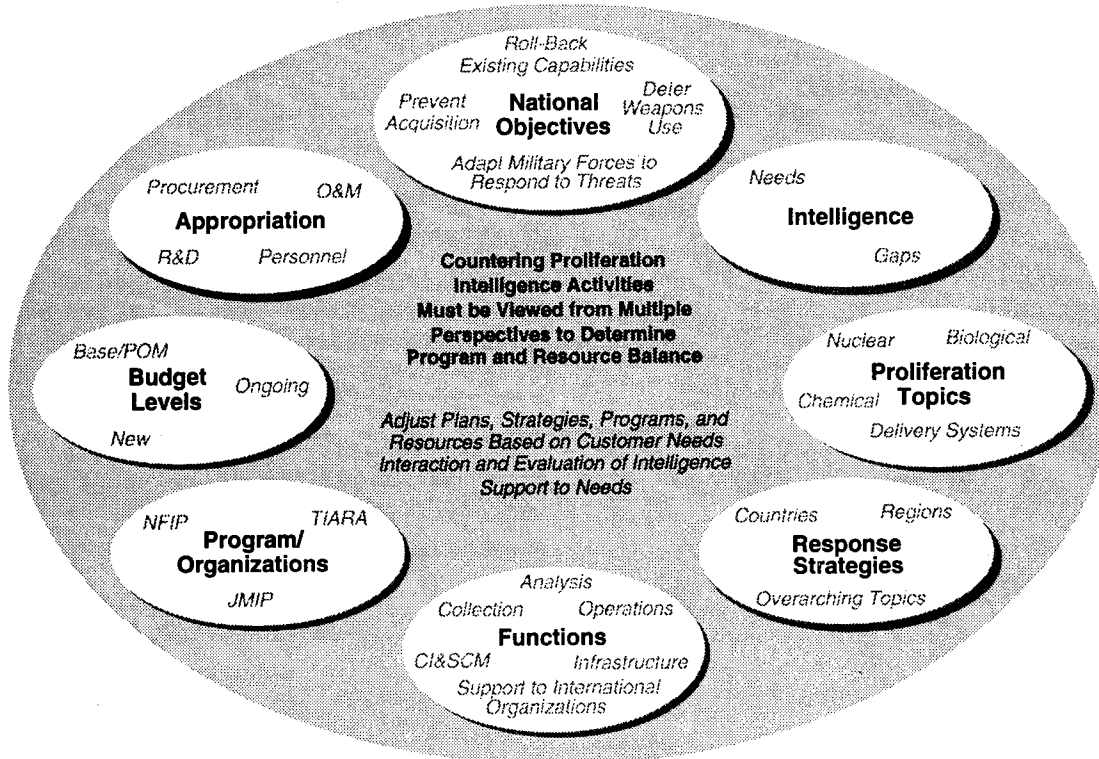 Roll-Back
Existing Capabilities
Prevent
Acquisition
National
Objectives
Deter
Weapons
Use
Adapt Military Forces to
Respond to Threats
Procurement
O&M
Appropriation
R&D
Personnel
Needs
Intelligence
Gaps
Countering Proliferation
Intelligence Activities
Must be Viewed from Multiple
Perspectives to Determine
Program and Resource Balance
Base/POM
Budget
Levels
Ongoing
New
Nuclear
Biological
Proliferation
Topics
Chemical
Delivery Systems
Adjust Plans, Strategies, Programs, and
Resources Based on Customer Needs
Interaction and Evaluation of Intelligence
Support to Needs
NFIP
TIARA
Program/
Organizations
JMIP
Countries
Regions
Response
Strategies
Overarching Topics
Analysis
Collection
Operations
Functions
CI&SCM
Infrastructure
Support to International
Organizations